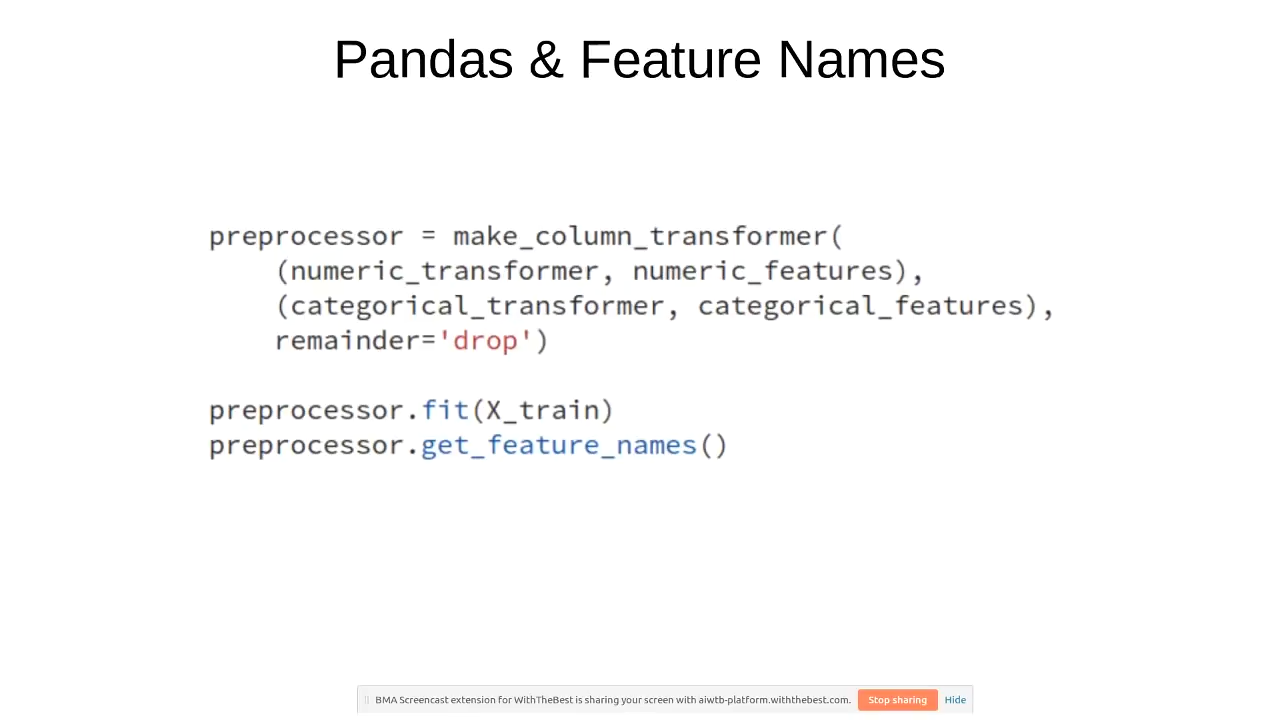 Pandas & Feature Names
preprocessor = make_column_transformer(
    (numeric_transformer, numeric_features),
    (categorical_transformer, categorical_features),
    remainder='drop')
preprocessor.fit(X_train)
preprocessor.get_feature_names()
BMA Screencast extension for WithTheBest is sharing your screen with aiwtb-platform.withthebest.com. Stop sharing Hide